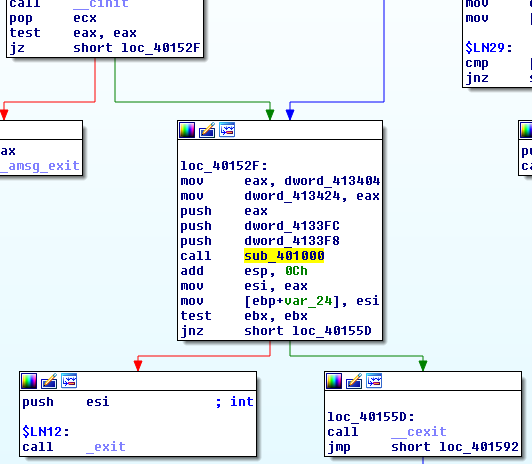 call __cinit
pop ecx
test eax, eax
jz short loc_40152F
mov
mov
$LN29:
cmp
jnz
ax
_amsg_exit
loc_40152F:
mov eax, dword_413404
mov dword_413424, eax
push eax
push dword_4133FC
push dword_4133F8
call sub_401000
add esp, 0Ch
mov esi, eax
mov [ebp+var_24], esi
test ebx, ebx
jnz short loc_40155D
push esi ; int
$LN12:
call _exit
loc_40155D:
call __cexit
jmp short loc_401592